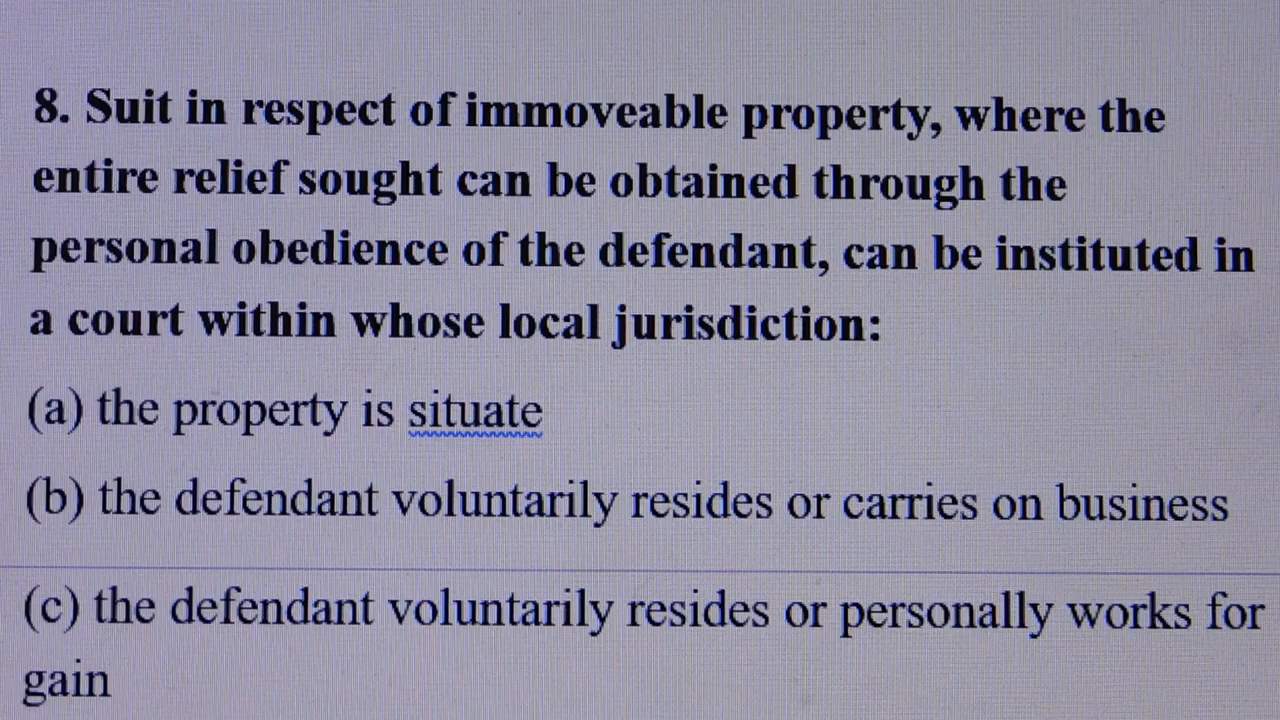 8. Suit in respect of immoveable property, where the
entire relief sought can be obtained through the
personal obedience of the defendant, can be instituted in
a court within whose local jurisdiction:
(a) the property is situate
(b) the defendant voluntarily resides or carries on business
(c) the defendant voluntarily resides or personally works for
gain